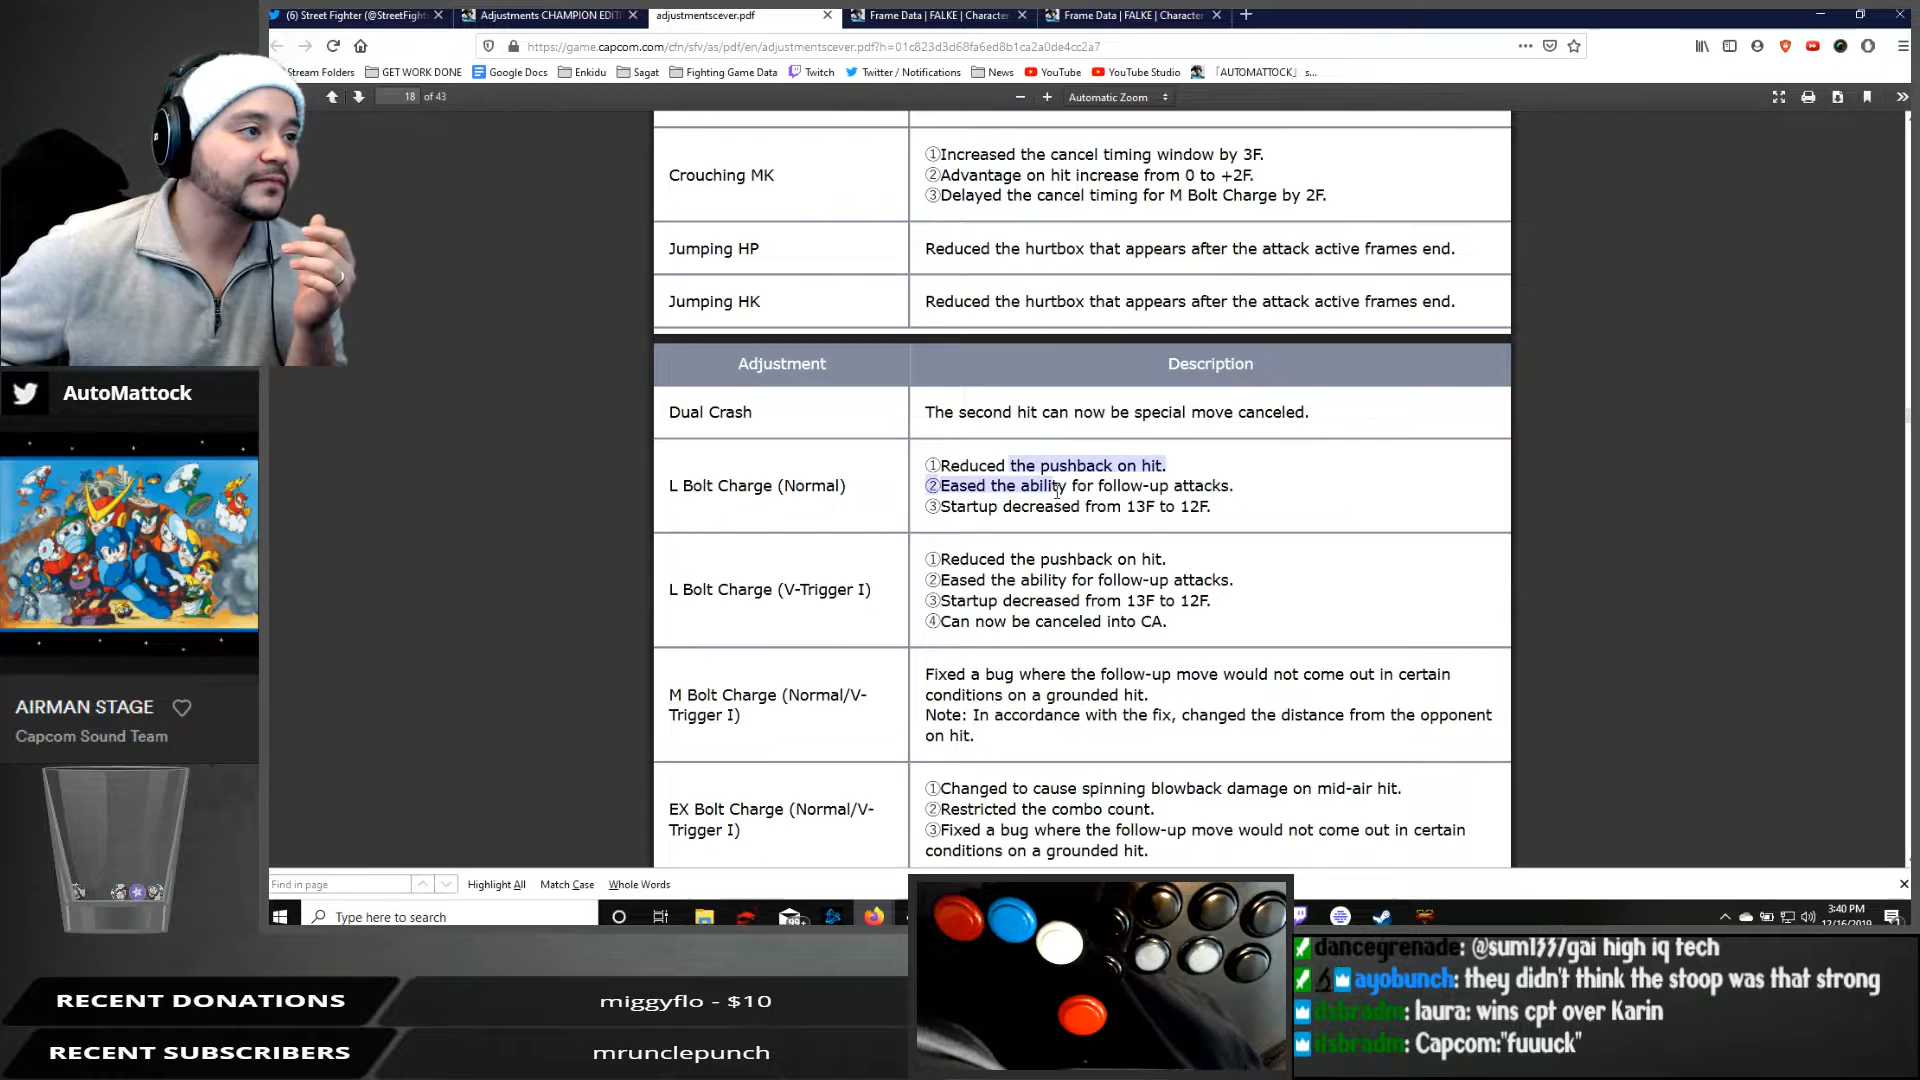 (6) Street Fighter (@StreetFight
Adjustments CHAMPION EDITI
adjustmentscever.pdf
Frame Data | FALKE | Character
Frame Data | FALKE | Character
https://game.capcom.com/cfn/sfv/as/pdf/en/adjustmentscever.pdf?h=01c823d3d68fa6ed8b1ca2a0de4cc2a7
Stream Folders
GET WORK DONE
Google Docs
Enkidu
Sagat
Fighting Game Data
Twitch
Twitter / Notifications
News
YouTube
YouTube Studio
「AUTOMATTOCK」 s...
18 of 43
Automatic Zoom
Crouching MK
①Increased the cancel timing window by 3F.
②Advantage on hit increase from 0 to +2F.
③Delayed the cancel timing for M Bolt Charge by 2F.
Jumping HP
Reduced the hurtbox that appears after the attack active frames end.
Jumping HK
Reduced the hurtbox that appears after the attack active frames end.
Adjustment
Description
Dual Crash
The second hit can now be special move canceled.
L Bolt Charge (Normal)
①Reduced the pushback on hit.
②Eased the ability for follow-up attacks.
③Startup decreased from 13F to 12F.
L Bolt Charge (V-Trigger I)
①Reduced the pushback on hit.
②Eased the ability for follow-up attacks.
③Startup decreased from 13F to 12F.
④Can now be canceled into CA.
M Bolt Charge (Normal/V-
Trigger I)
Fixed a bug where the follow-up move would not come out in certain
conditions on a grounded hit.
Note: In accordance with the fix, changed the distance from the opponent
on hit.
EX Bolt Charge (Normal/V-
Trigger I)
①Changed to cause spinning blowback damage on mid-air hit.
②Restricted the combo count.
③Fixed a bug where the follow-up move would not come out in certain
conditions on a grounded hit.
Find in page
Highlight All
Match Case
Whole Words
Type here to search
99+
3:40 PM
12/16/2019
AutoMattock
AIRMAN STAGE
Capcom Sound Team
RECENT DONATIONS
miggyflo - $10
RECENT SUBSCRIBERS
mrunclepunch
dancegrenade: @sum1337gai high iq tech
ayobunch: they didn't think the stoop was that strong
itsbradm: laura: wins cpt over Karin
itsbradm: Capcom:"fuuuck"